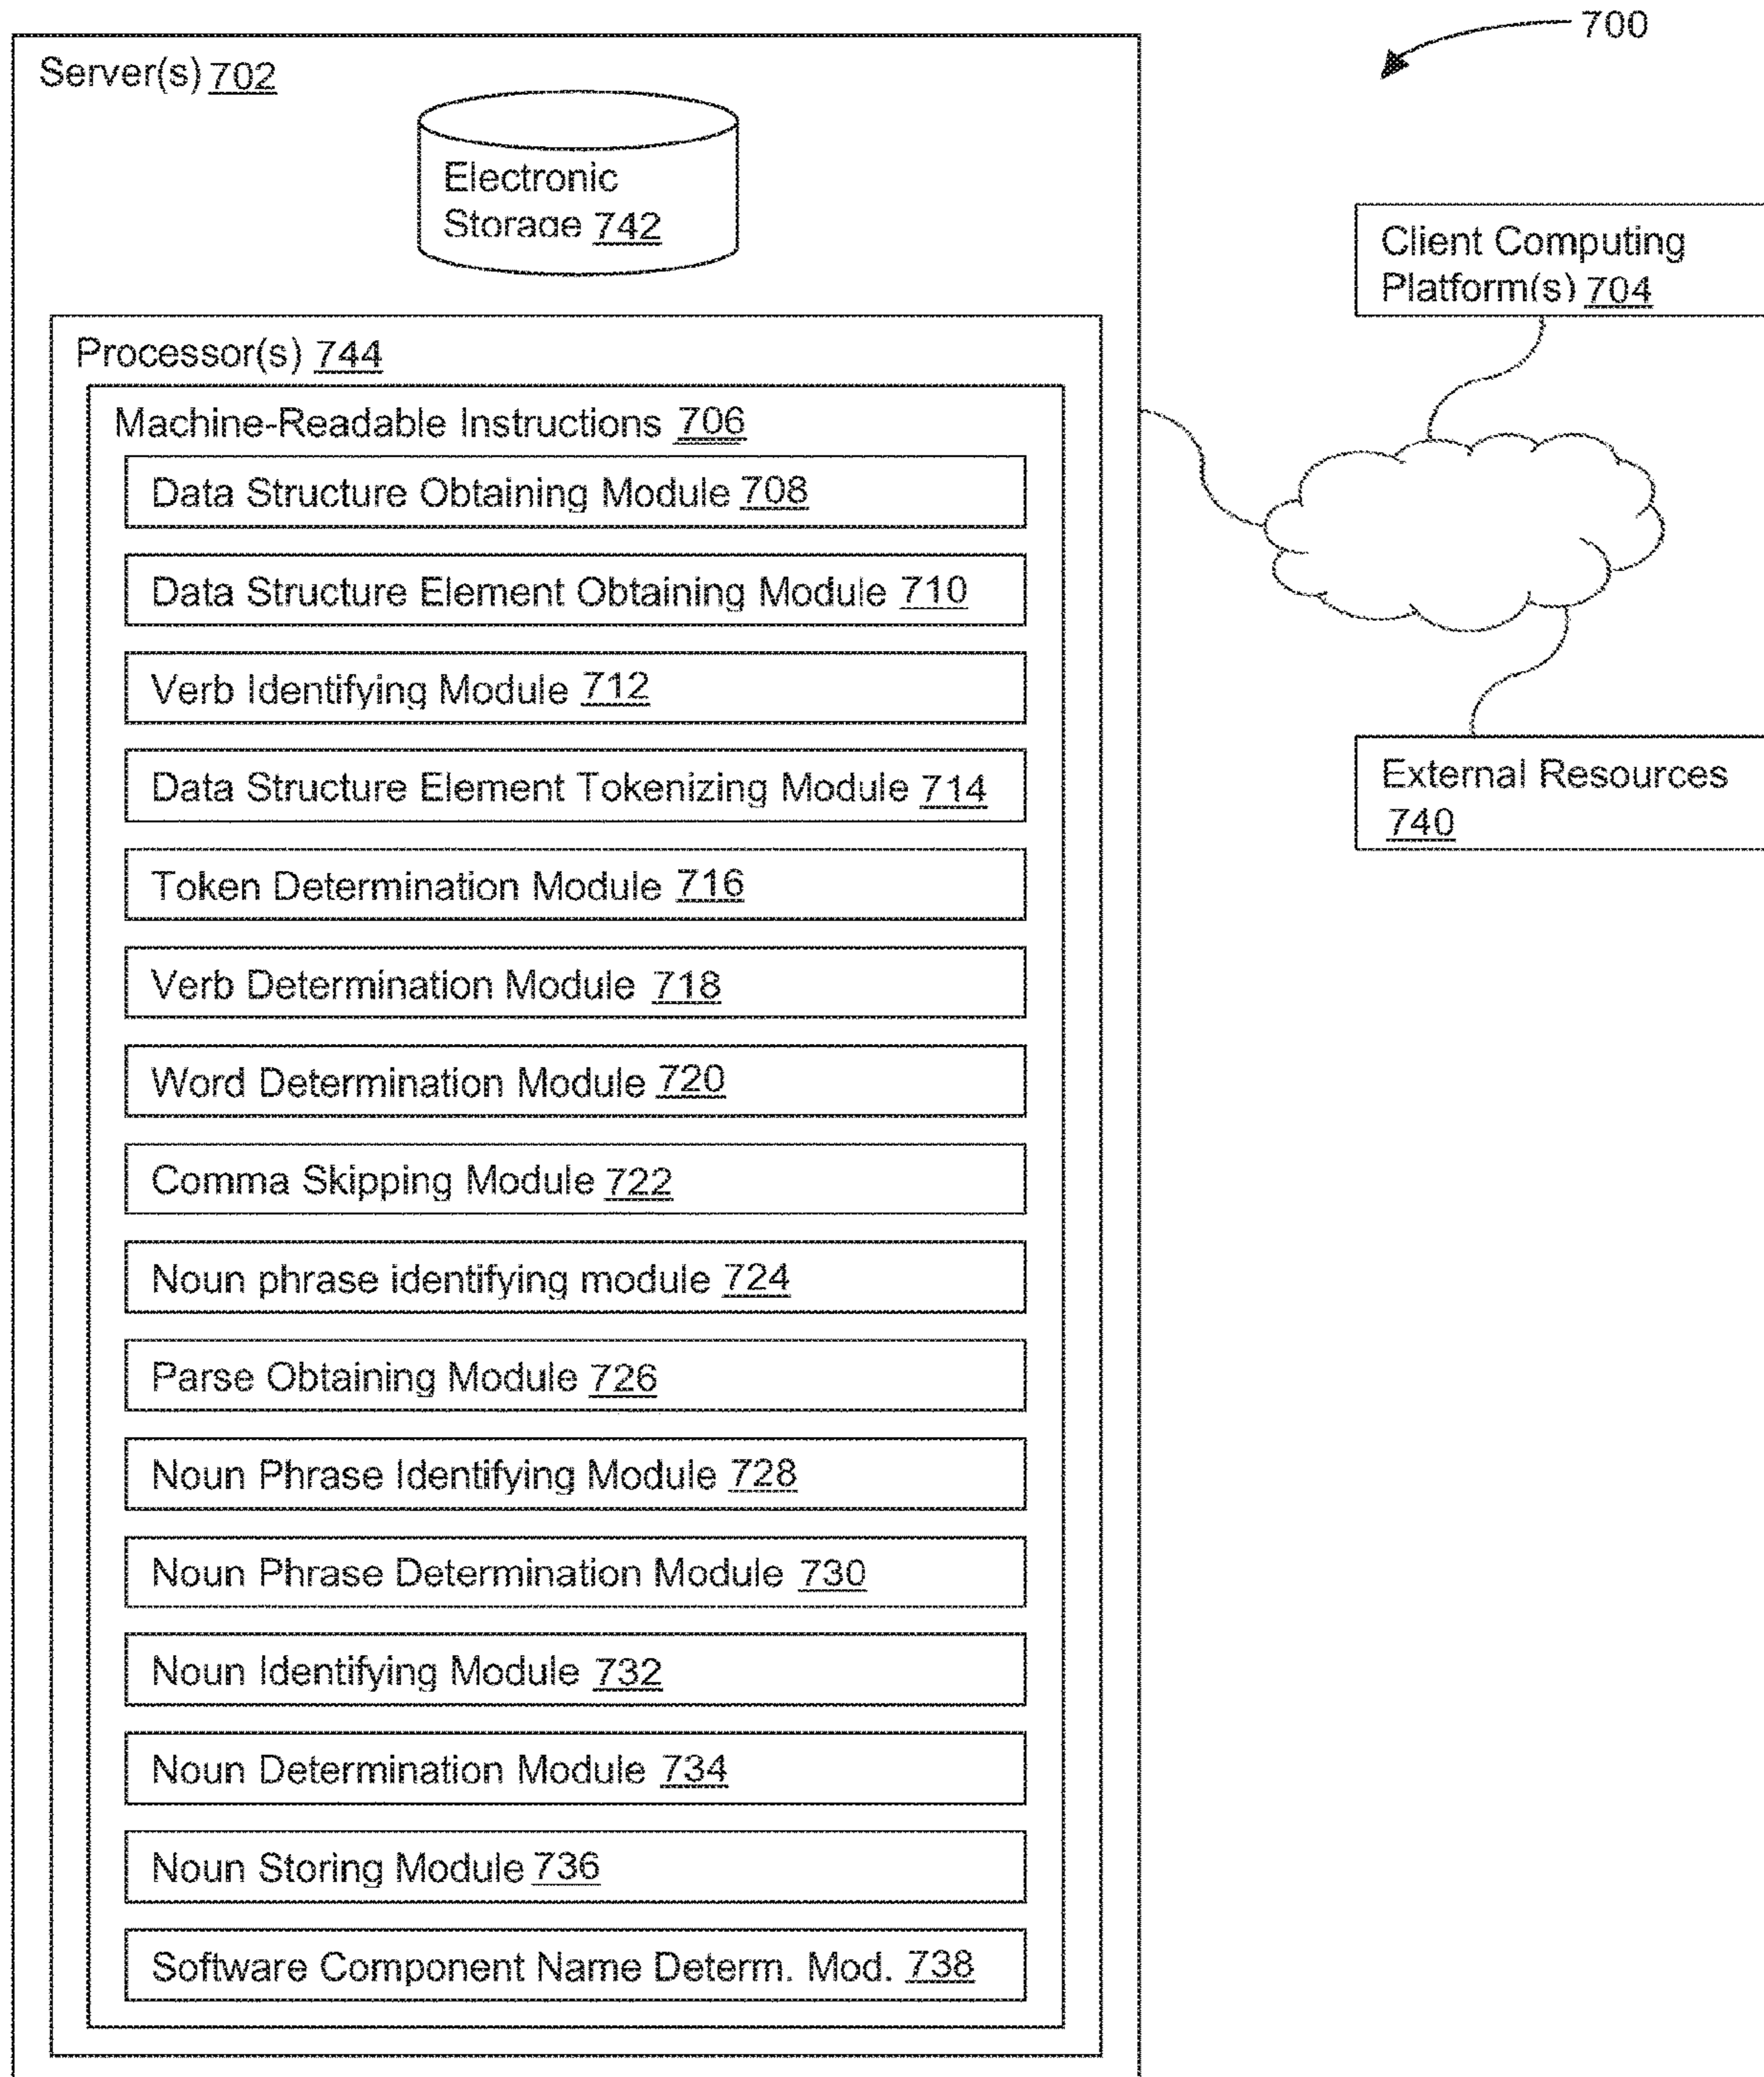 700
Server(s) 702
Electronic
Storage 742
Client Computing
Platform(s) 704
Processor(s) 744
Machine-Readable Instructions 706
Data Structure Obtaining Module 708
Data Structure Element Obtaining Module 710
Verb Identifying Module 712
Data Structure Element Tokenizing Module 714
External Resources
740
Token Determination Module 716
Verb Determination Module 718
Word Determination Module 720
Comma Skipping Module 722
Noun phrase identifying module 724
Parse Obtaining Module 726
Noun Phrase Identifying Module 728
Noun Phrase Determination Module 730
Noun Identifying Module 732
Noun Determination Module 734
Noun Storing Module 736
Software Component Name Determ. Mod. 738